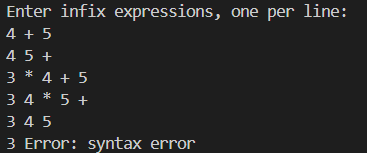 Enter infix expressions, one per line:
4 + 5
4 5 +
3 * 4 + 5
3 4 * 5 +
3 4 5
3 Error: syntax error